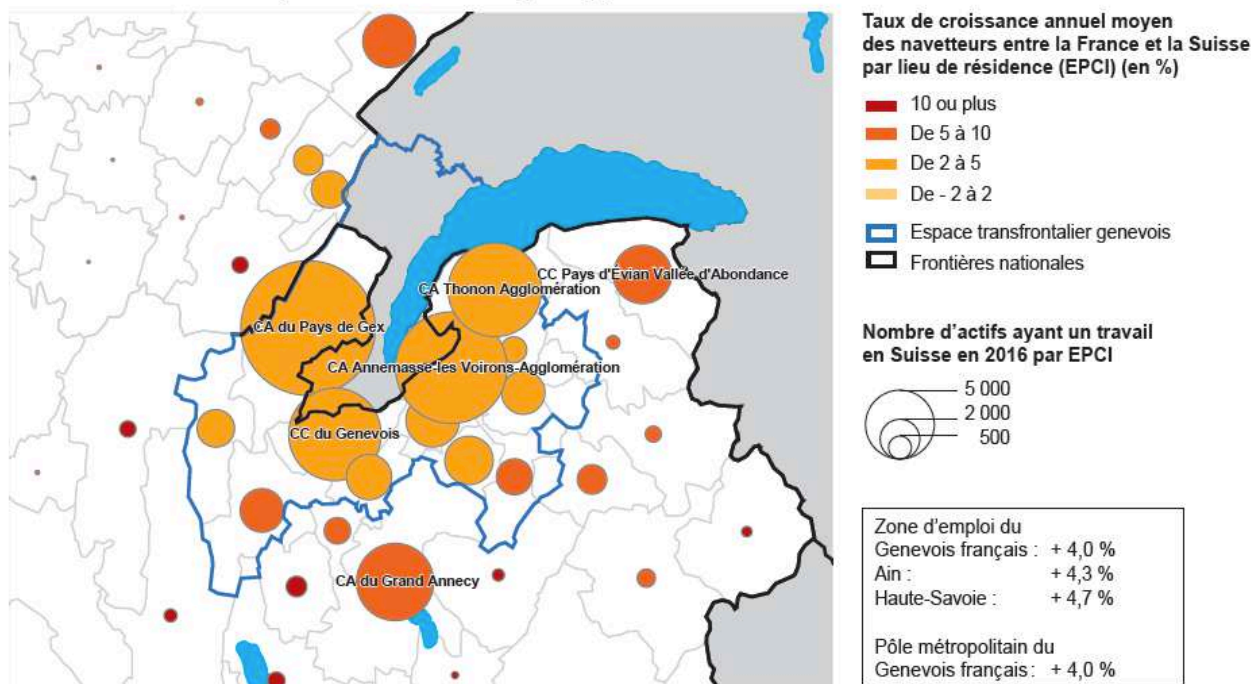 Taux de croissance annuel moyen
des navetteurs entre la France et la Suisse
par lieu de résidence (EPCI) (en %)
10 ou plus
De 5 à 10
De 2 à 5
De - 2 à 2
Espace transfrontalier genevois
Frontières nationales
Nombre d'actifs ayant un travail
en Suisse en 2016 par EPCI
5 000
2 000
500
Zone d'emploi du
Genevois français : + 4,0 %
Ain : + 4,3 %
Haute-Savoie : + 4,7 %
Pôle métropolitain du
Genevois français : + 4,0 %
CC Pays d'Évian Vallée d'Abondance
CA Thonon Agglomération
CA du Pays de Gex
CA Annemasse-les Voirons-Agglomération
CC du Genevois
CA du Grand Annecy